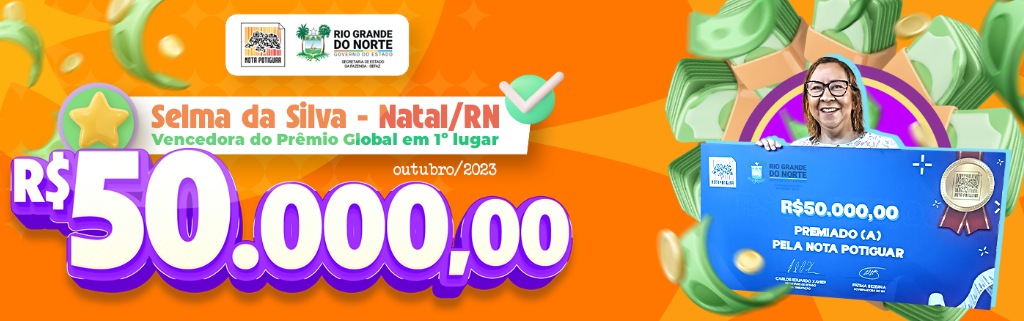 NOTA POTIGUAR
RIO GRANDE
DO NORTE
GOVERNO DO ESTADO
SECRETARIA DE ESTADO
DA FAZENDA - SEFAZ
Selma da Silva - Natal/RN
Vencedora do Prêmio Global em 1º lugar
outubro/2023
R$50.000,00
NOTA POTIGUAR
RIO GRANDE
DO NORTE
R$50.000,00
PREMIADO (A)
PELA NOTA POTIGUAR